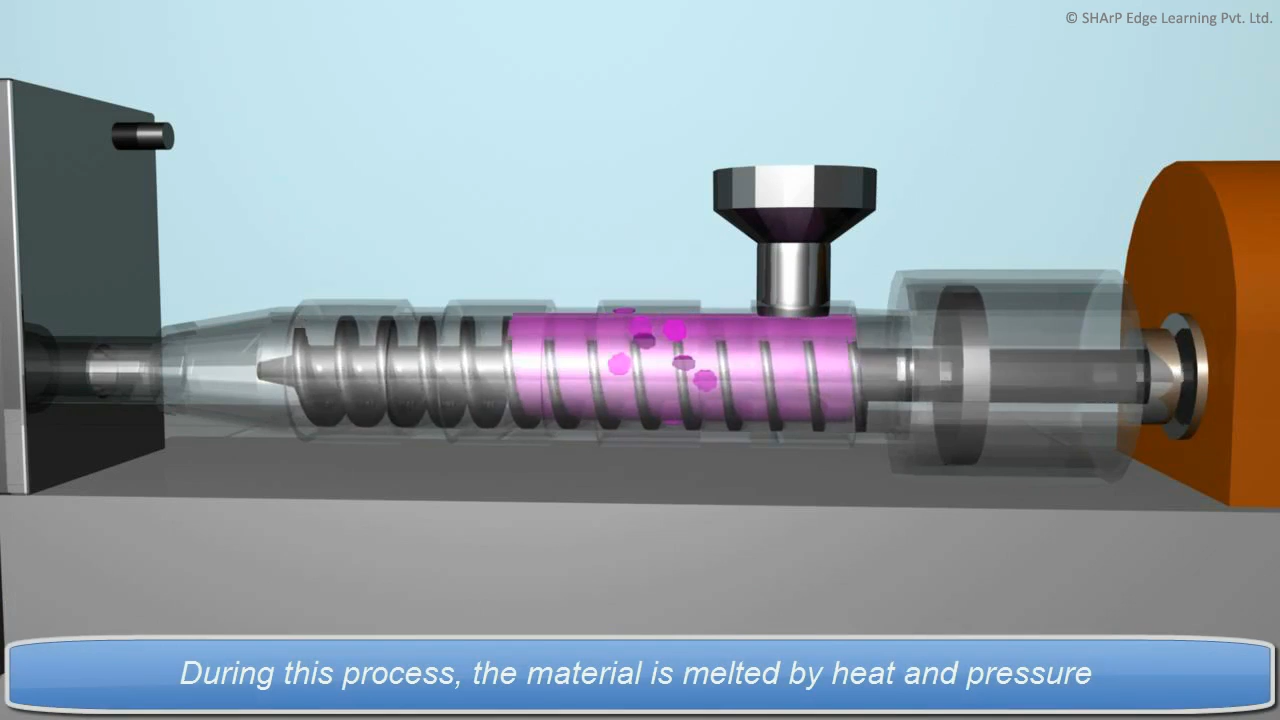 © SHArP Edge Learning Pvt. Ltd.
During this process, the material is melted by heat and pressure